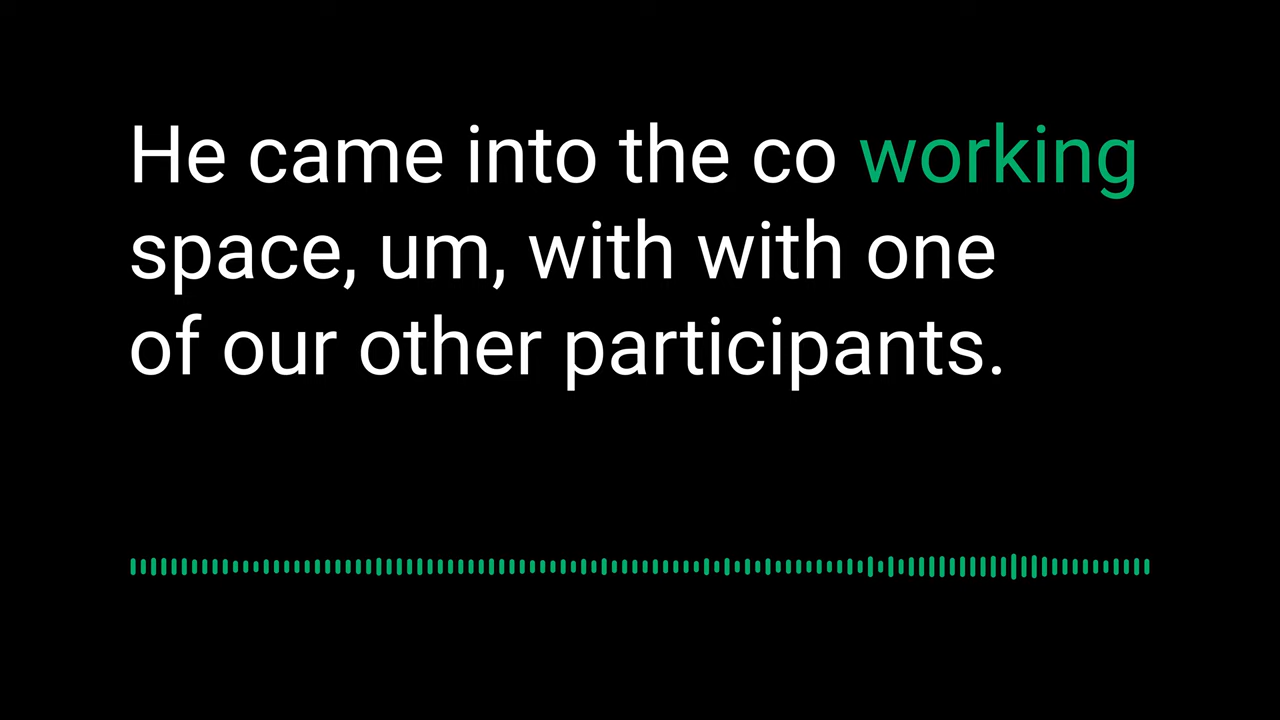 He came into the co working
space, um, with with one
of our other participants.